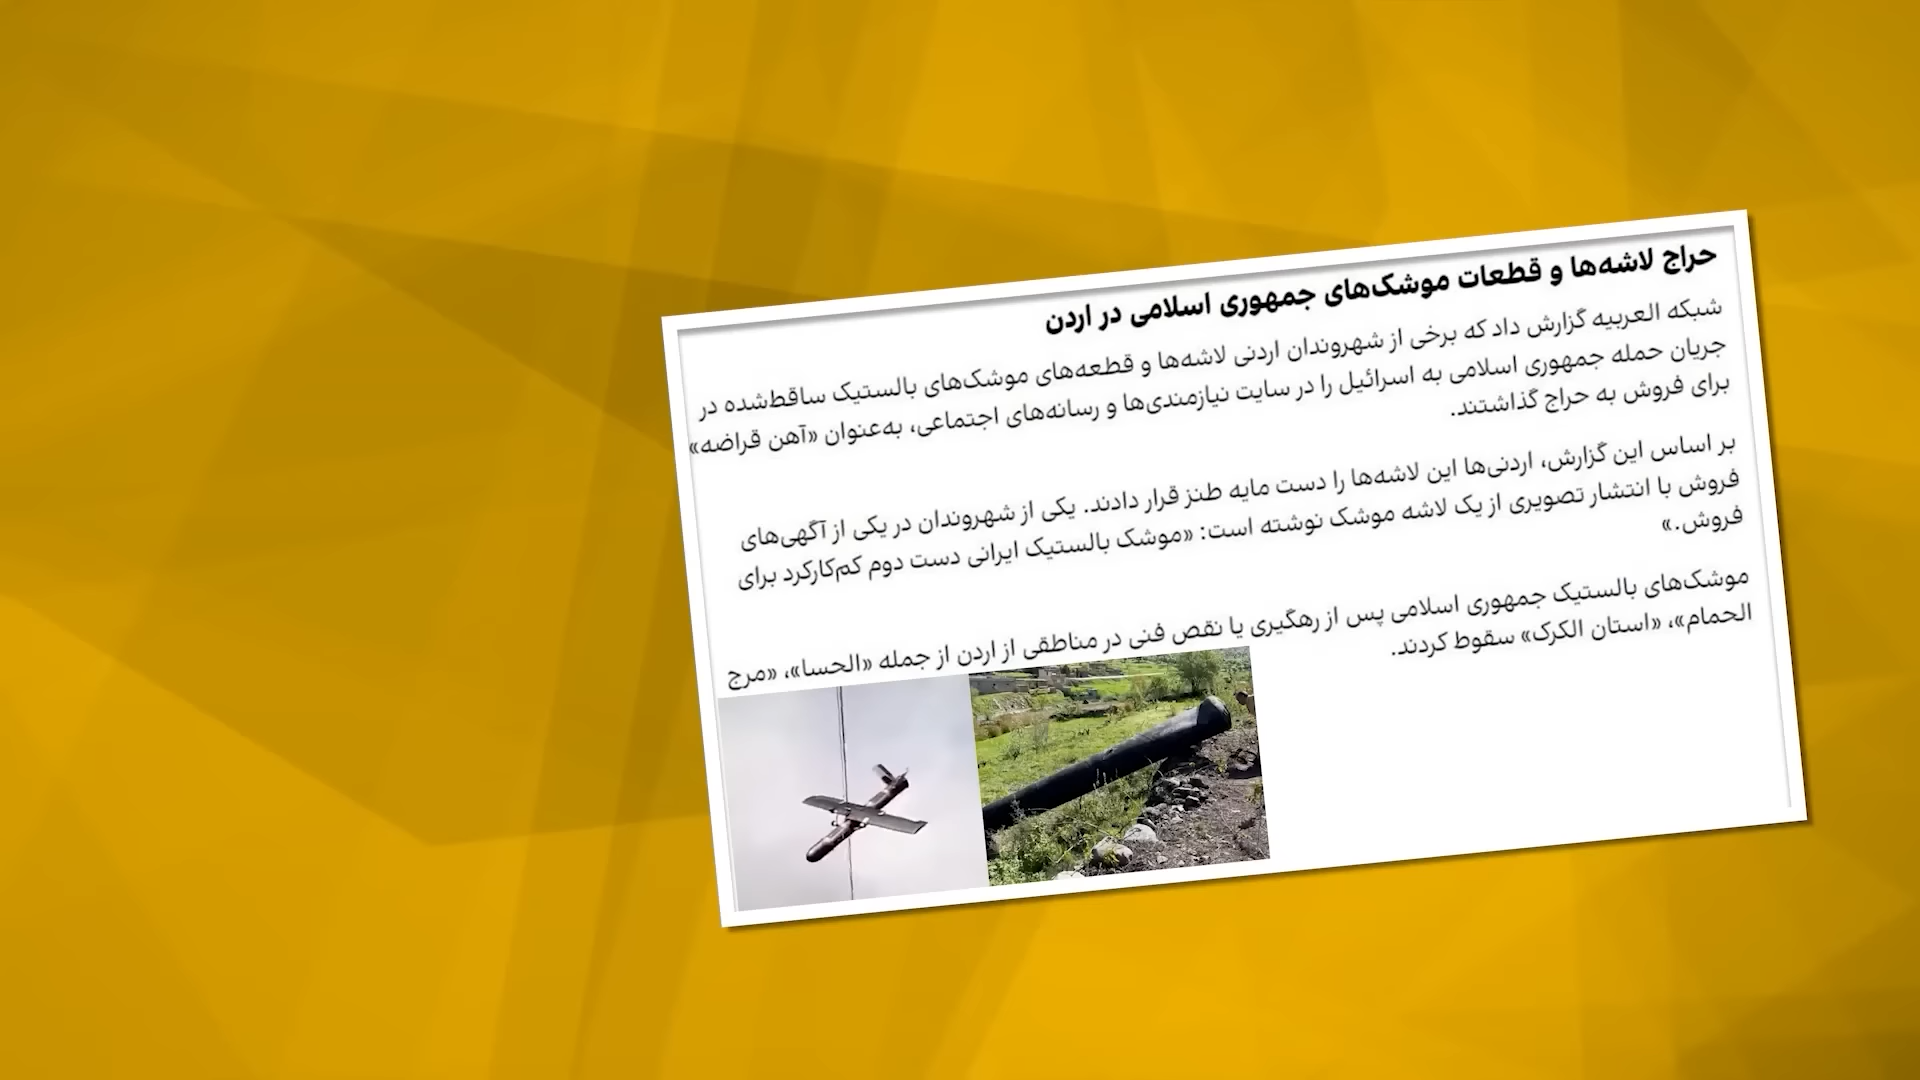 حراج لاشه‌ها و قطعات موشک‌های جمهوری اسلامی در اردن
شبکه العربیه گزارش داد که برخی از شهروندان اردنی لاشه‌ها و قطعه‌های موشک‌های بالستیک ساقط‌شده در
جریان حمله جمهوری اسلامی به اسرائیل را در سایت نیازمندی‌ها و رسانه‌های اجتماعی، به‌عنوان «آهن قراضه»
برای فروش به حراج گذاشتند.
بر اساس این گزارش، اردنی‌ها این لاشه‌ها را دست مایه طنز قرار دادند. یکی از شهروندان در یکی از آگهی‌های
فروش با انتشار تصویری از یک لاشه موشک نوشته است: «موشک بالستیک ایرانی دست دوم کم‌کارکرد برای
فروش.»
موشک‌های بالستیک جمهوری اسلامی پس از رهگیری یا نقص فنی در مناطقی از اردن از جمله «الحسا»، «مرج
الحمام»، «استان الکرک» سقوط کردند.